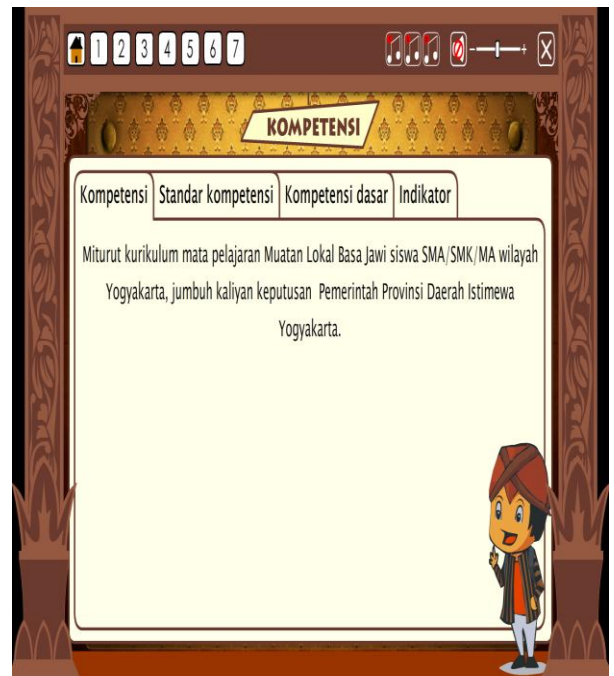 1 2 3 4 5 6 7
- +
X
KOMPETENSI
Kompetensi Standar kompetensi Kompetensi dasar Indikator
Miturut kurikulum mata pelajaran Muatan Lokal Basa Jawi siswa SMA/SMK/MA wilayah
Yogyakarta, jumbuh kaliyan keputusan Pemerintah Provinsi Daerah Istimewa
Yogyakarta.